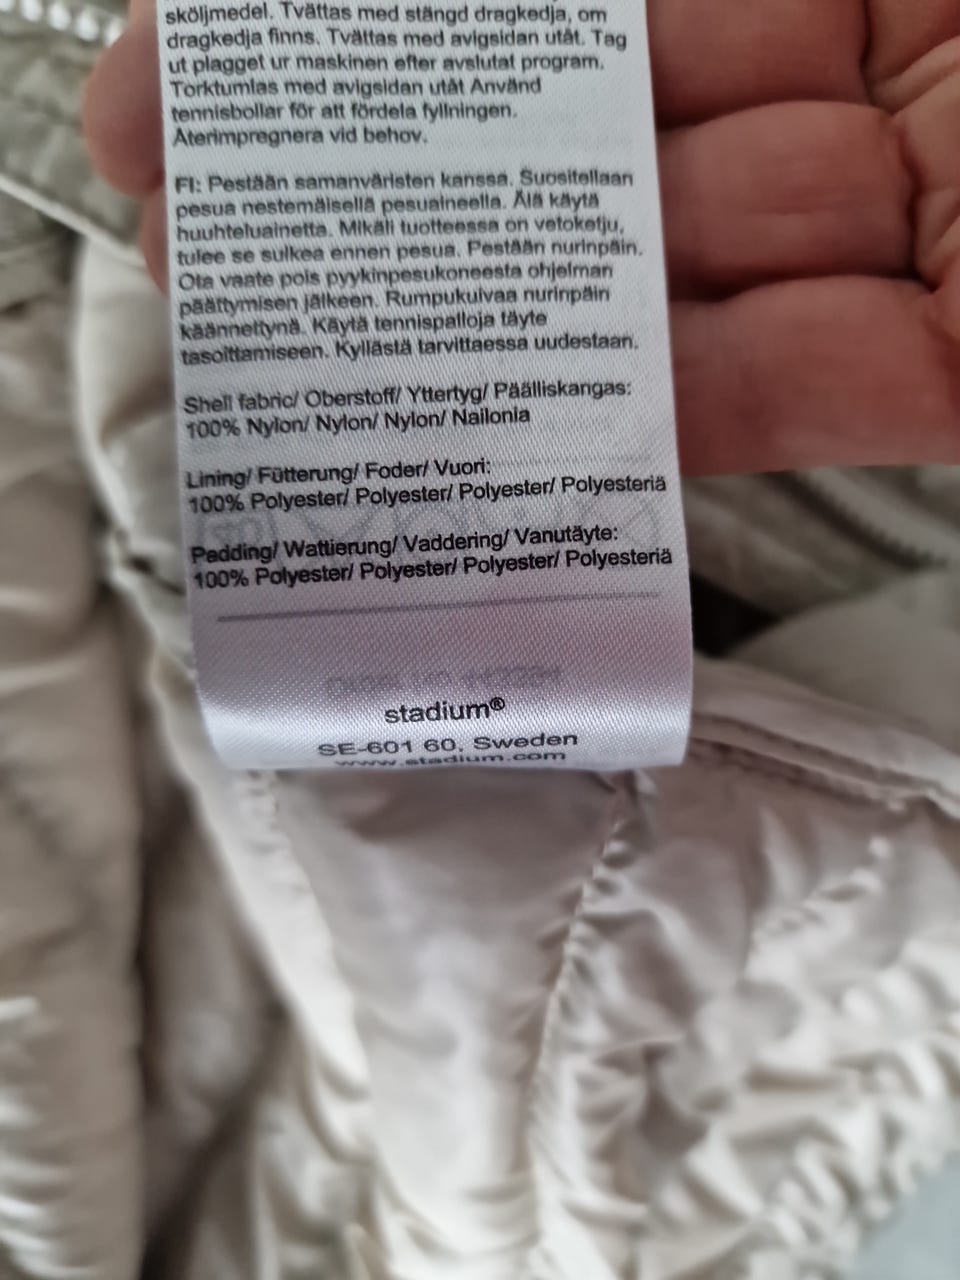 sköljmedel. Tvättas med stängd dragkedja, om
dragkedja finns. Tvättas med avigsidan utåt. Tag
ut plagget ur maskinen efter avslutat program.
Torktumlas med avigsidan utåt Använd
tennisbollar för att fördela fyllningen.
Återimpregnera vid behov.
FI: Pestään samanväristen kanssa. Suositellaan
pesua nestemäisellä pesuaineella. Älä käytä
huuhteluainetta. Mikäli tuotteessa on vetoketju,
tulee se sulkea ennen pesua. Pestään nurinpäin.
Ota vaate pois pyykinpesukoneesta ohjelman
päättymisen jälkeen. Rumpukuivaa nurinpäin
käännettynä. Käytä tennispalloja täyte
tasoittamiseen. Kyllästä tarvittaessa uudestaan.
Shell fabric/ Oberstoff/ Yttertyg/ Päälliskangas:
100% Nylon/ Nylon/ Nylon/ Nailonia
Lining/ Fütterung/ Foder/ Vuori:
100% Polyester/ Polyester/ Polyester/ Polyesteriä
Padding/ Wattierung/ Vaddering/ Vanutäyte:
100% Polyester/ Polyester/ Polyester/ Polyesteriä
stadium®
SE-601 60, Sweden
www.stadium.com